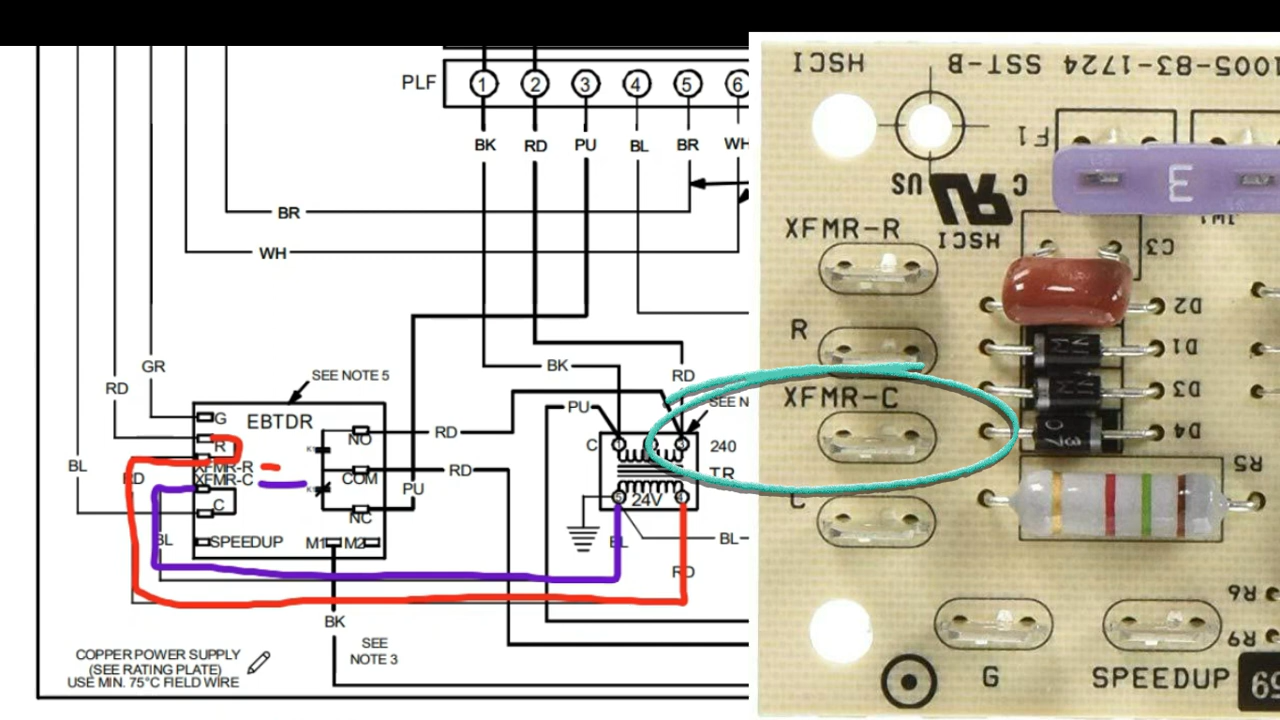 PLF 1 2 3 4 5 6
BK RD PU BL BR WH
BR
WH
GR
RD
BL
SEE NOTE 5
EBTDR
G
R
XFMR-R
XFMR-C
C
SPEEDUP
NO
COM
NC
M1 M2
RD
RD
PU
BK
PU
RD
SEE N
C
240
TR
24V
BL
BL
RD
RD
BL
BK
SEE
NOTE 3
COPPER POWER SUPPLY
(SEE RATING PLATE)
USE MIN. 75°C FIELD WIRE
HSCI
1005-83-1724 SST-B
F1
E
C UL US
HSCI
JW1
XFMR-R
C3
D2
R
D1
XFMR-C
D3
D4
R5
C
R6
R9
G
SPEEDUP